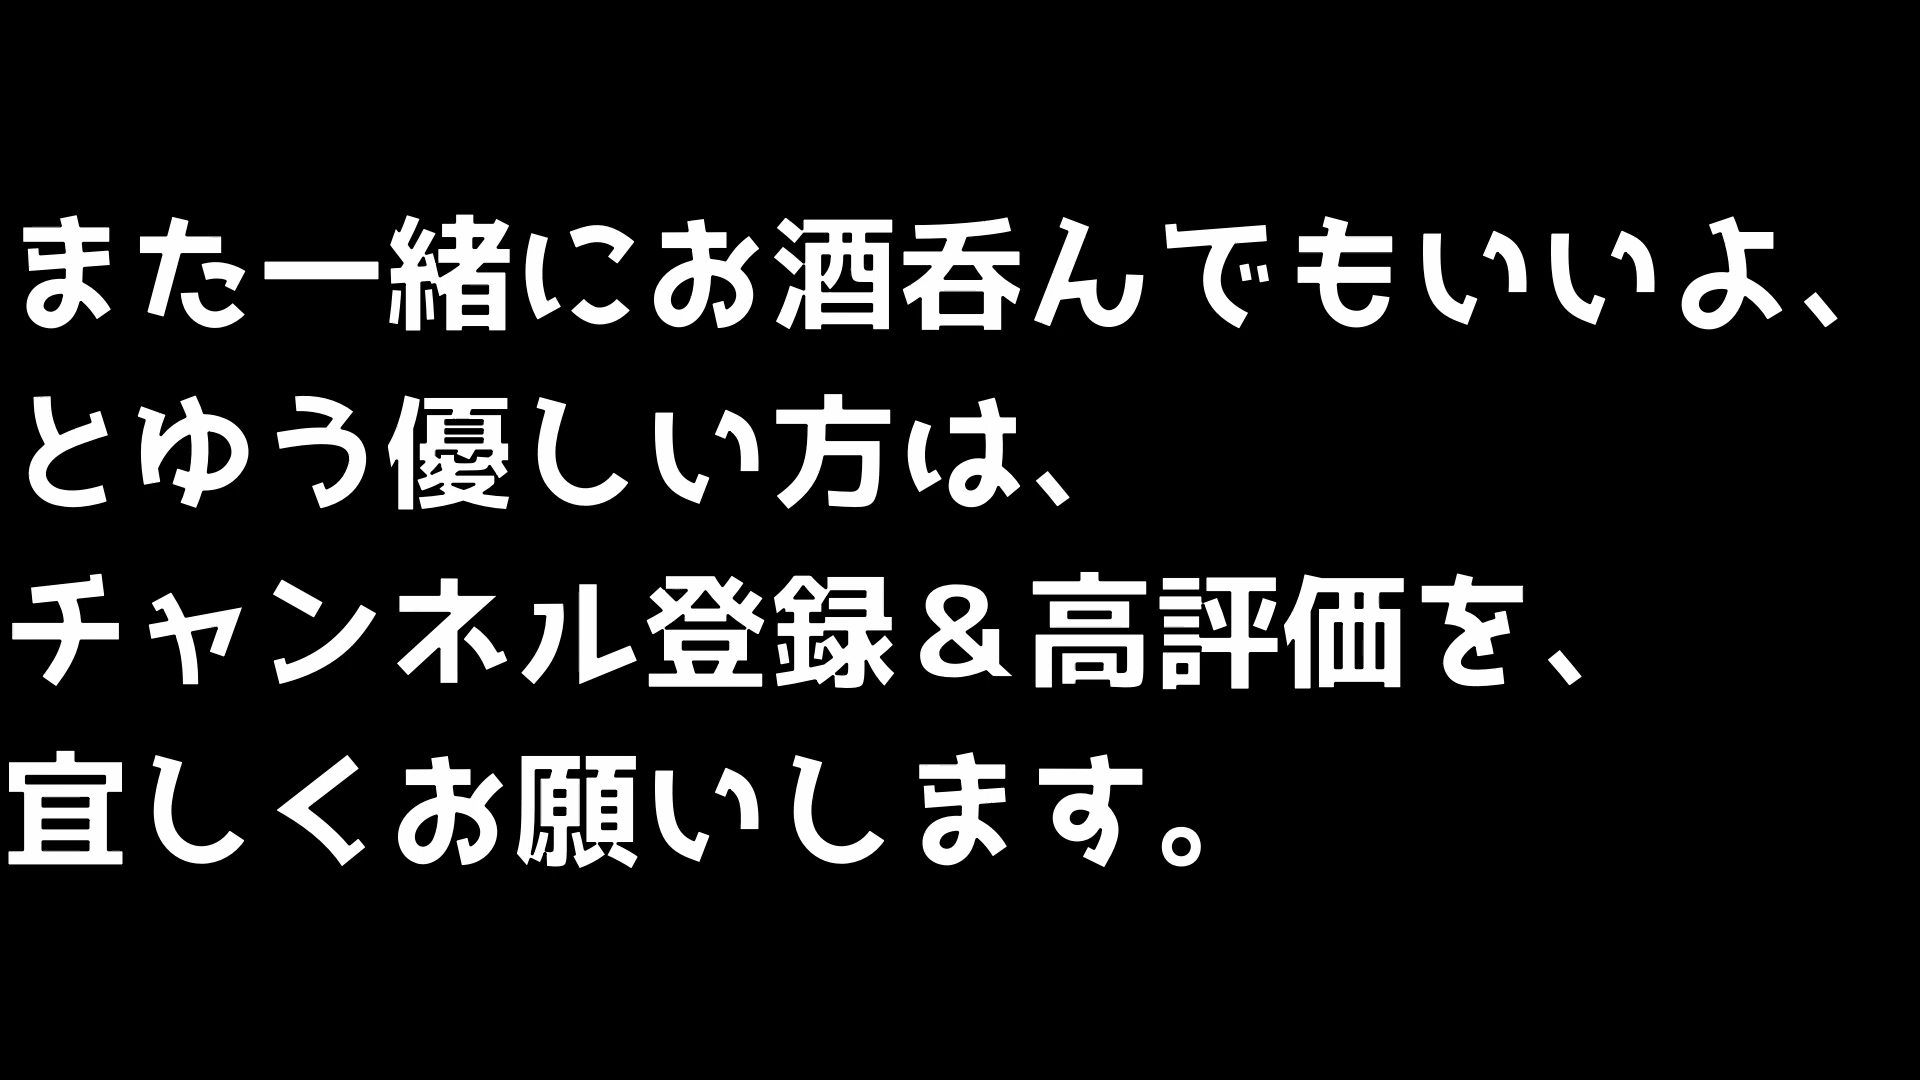 また一緒にお酒呑んでもいいよ、
とゆう優しい方は、
チャンネル登録＆高評価を、
宜しくお願いします。